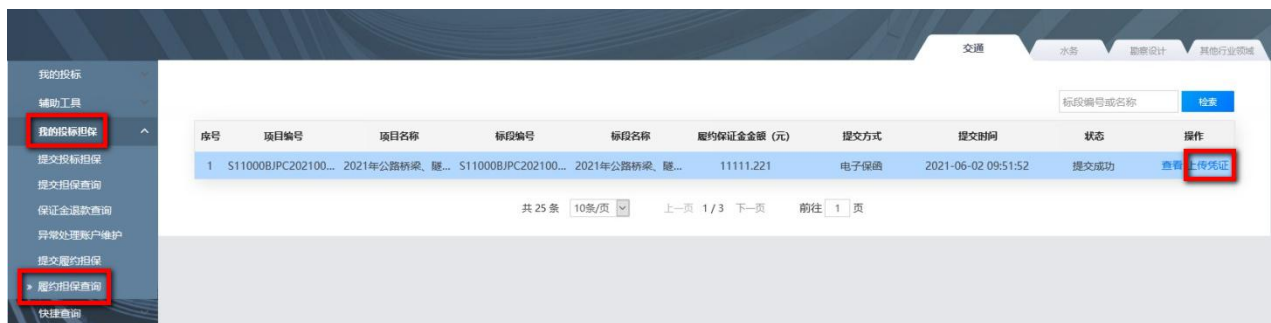 交通 水务 勘察设计 其他行业领域
我的投标
辅助工具
我的投标担保
提交投标担保
提交担保查询
保证金退款查询
异常处理账户维护
提交履约担保
» 履约担保查询
快捷查询
标段编号或名称 检索
序号 项目编号 项目名称 标段编号 标段名称 履约保证金金额（元） 提交方式 提交时间 状态 操作
1 S11000BJPC202100... 2021年公路桥梁、隧... S11000BJPC202100... 2021年公路桥梁、隧... 11111.221 电子保函 2021-06-02 09:51:52 提交成功 查看 上传凭证
共 25 条 10条/页 上一页 1 / 3 下一页 前往 1 页